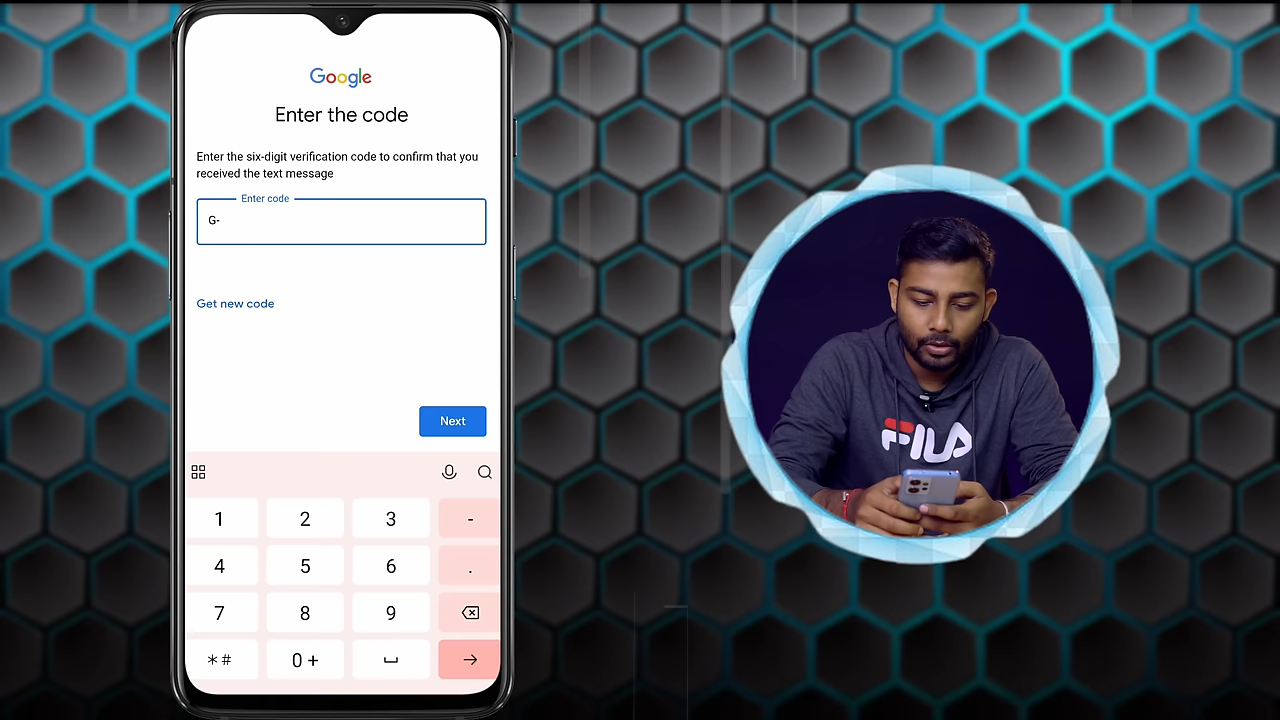 Google
Enter the code
Enter the six-digit verification code to confirm that you
received the text message
Enter code
G-
Get new code
Next
1 2 3 -
4 5 6 .
7 8 9
*# 0 +
FILA